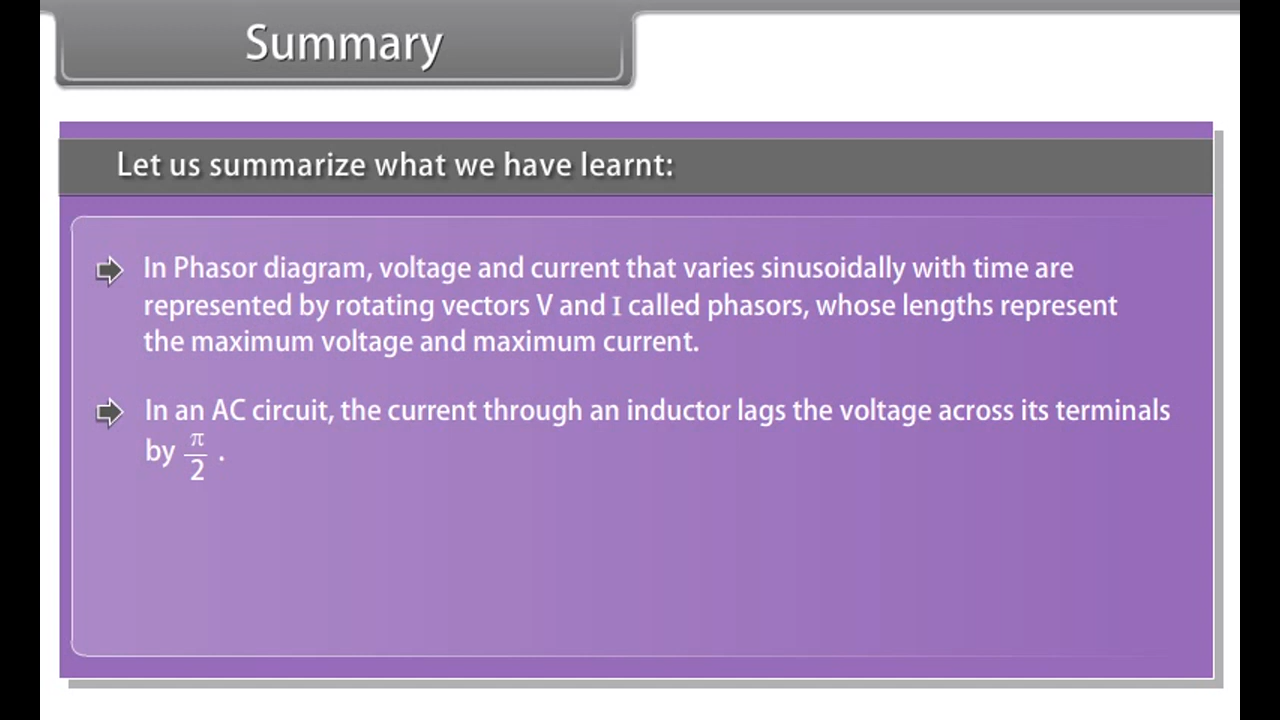 Summary
Let us summarize what we have learnt:
In Phasor diagram, voltage and current that varies sinusoidally with time are
represented by rotating vectors V and I called phasors, whose lengths represent
the maximum voltage and maximum current.
In an AC circuit, the current through an inductor lags the voltage across its terminals
by π/2 .